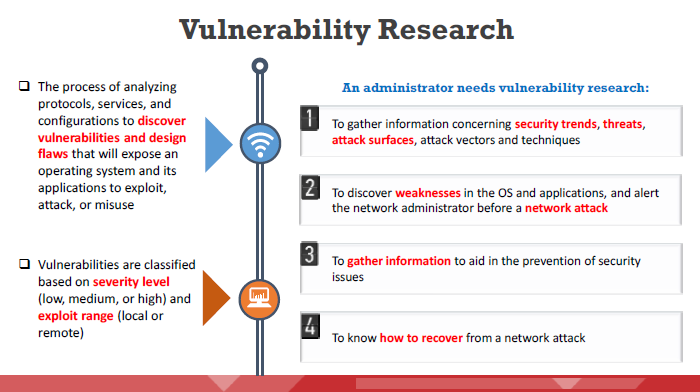 Vulnerability Research
❑ The process of analyzing
protocols, services, and
configurations to discover
vulnerabilities and design
flaws that will expose an
operating system and its
applications to exploit,
attack, or misuse
❑ Vulnerabilities are classified
based on severity level
(low, medium, or high) and
exploit range (local or
remote)
An administrator needs vulnerability research:
1
To gather information concerning security trends, threats,
attack surfaces, attack vectors and techniques
2
To discover weaknesses in the OS and applications, and alert
the network administrator before a network attack
3
To gather information to aid in the prevention of security
issues
4
To know how to recover from a network attack